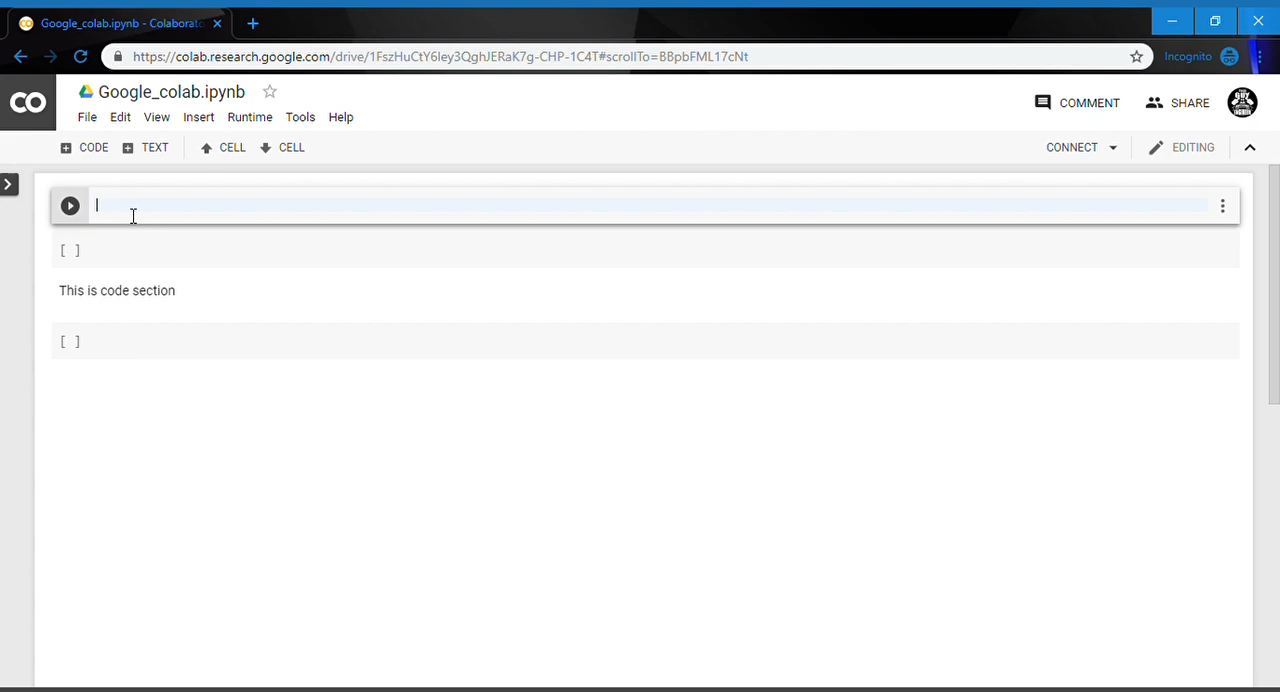 Google_colab.ipynb - Colaborato
https://colab.research.google.com/drive/1FszHuCtY6ley3QghJERaK7g-CHP-1C4T#scrollTo=BBpbFML17cNt
Incognito
CO
Google_colab.ipynb
COMMENT
SHARE
File Edit View Insert Runtime Tools Help
CODE TEXT CELL CELL
CONNECT
EDITING
[ ]
This is code section
[ ]